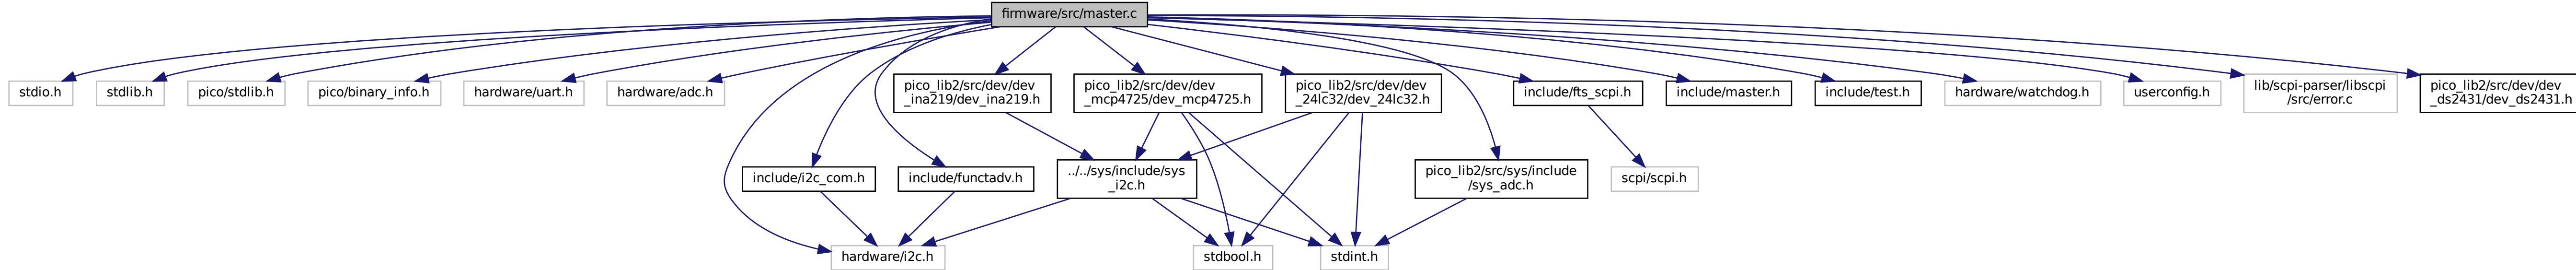 firmware/src/master.c
stdio.h
stdlib.h
pico/stdlib.h
pico/binary_info.h
hardware/uart.h
hardware/adc.h
pico_lib2/src/dev/dev
_ina219/dev_ina219.h
pico_lib2/src/dev/dev
_mcp4725/dev_mcp4725.h
pico_lib2/src/dev/dev
_24lc32/dev_24lc32.h
include/fts_scpi.h
include/master.h
include/test.h
hardware/watchdog.h
userconfig.h
lib/scpi-parser/libscpi
/src/error.c
pico_lib2/src/dev/dev
_ds2431/dev_ds2431.h
include/i2c_com.h
include/functadv.h
../../sys/include/sys
_i2c.h
pico_lib2/src/sys/include
/sys_adc.h
scpi/scpi.h
hardware/i2c.h
stdbool.h
stdint.h